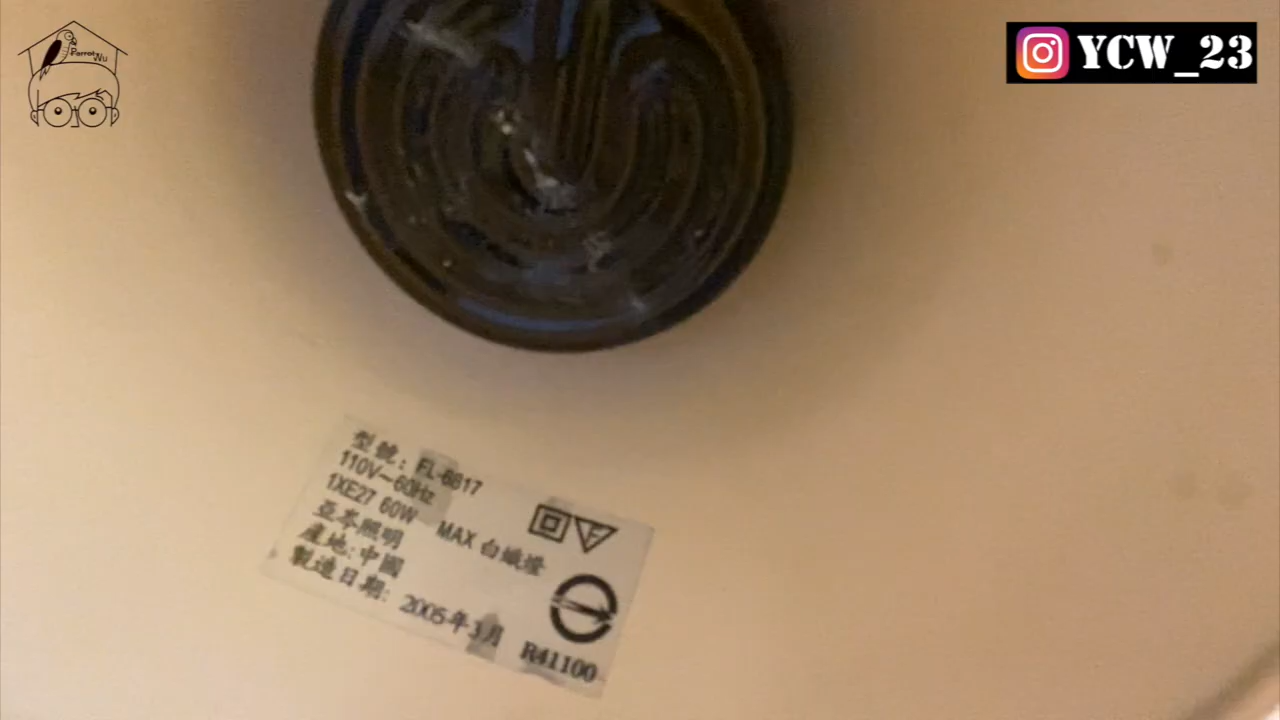 Parrot Wu
YCW_23
型號: FL-6817
110V~60Hz
1XE27 60W MAX 白熾燈
亞岑照明
產地:中國
製造日期: 2005年3月
F
R41100